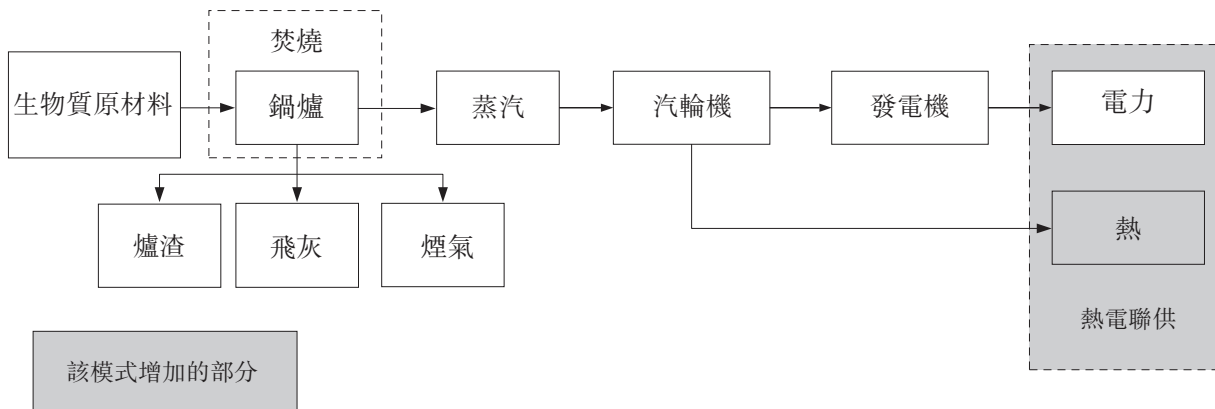 焚燒
生物質原材料
鍋爐
蒸汽
汽輪機
發電機
電力
爐渣
飛灰
煙氣
熱
熱電聯供
該模式增加的部分